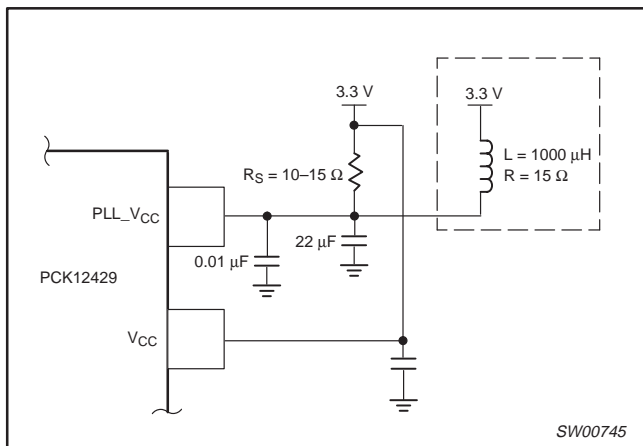 3.3 V
3.3 V
R_S = 10–15 Ω
L = 1000 μH
R = 15 Ω
PLL_V_CC
22 μF
0.01 μF
PCK12429
V_CC
SW00745